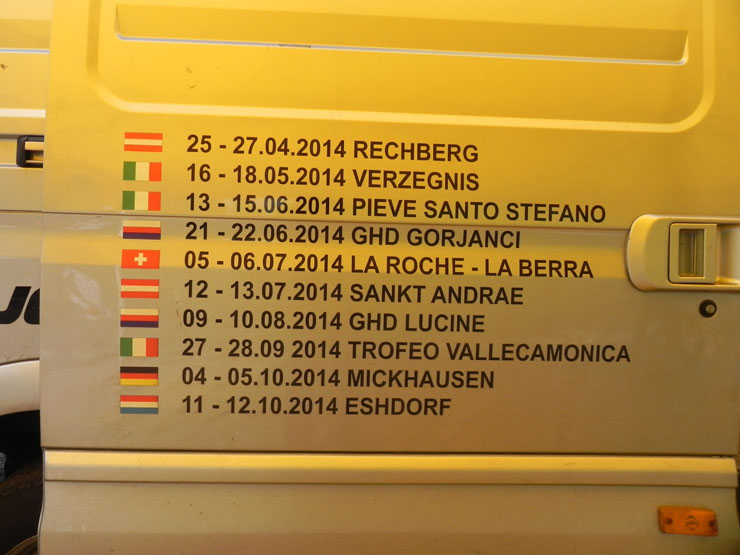 25 - 27.04.2014 RECHBERG
16 - 18.05.2014 VERZEGNIS
13 - 15.06.2014 PIEVE SANTO STEFANO
21 - 22.06.2014 GHD GORJANCI
05 - 06.07.2014 LA ROCHE - LA BERRA
12 - 13.07.2014 SANKT ANDRAE
09 - 10.08.2014 GHD LUCINE
27 - 28.09 2014 TROFEO VALLECAMONICA
04 - 05.10.2014 MICKHAUSEN
11 - 12.10.2014 ESHDORF